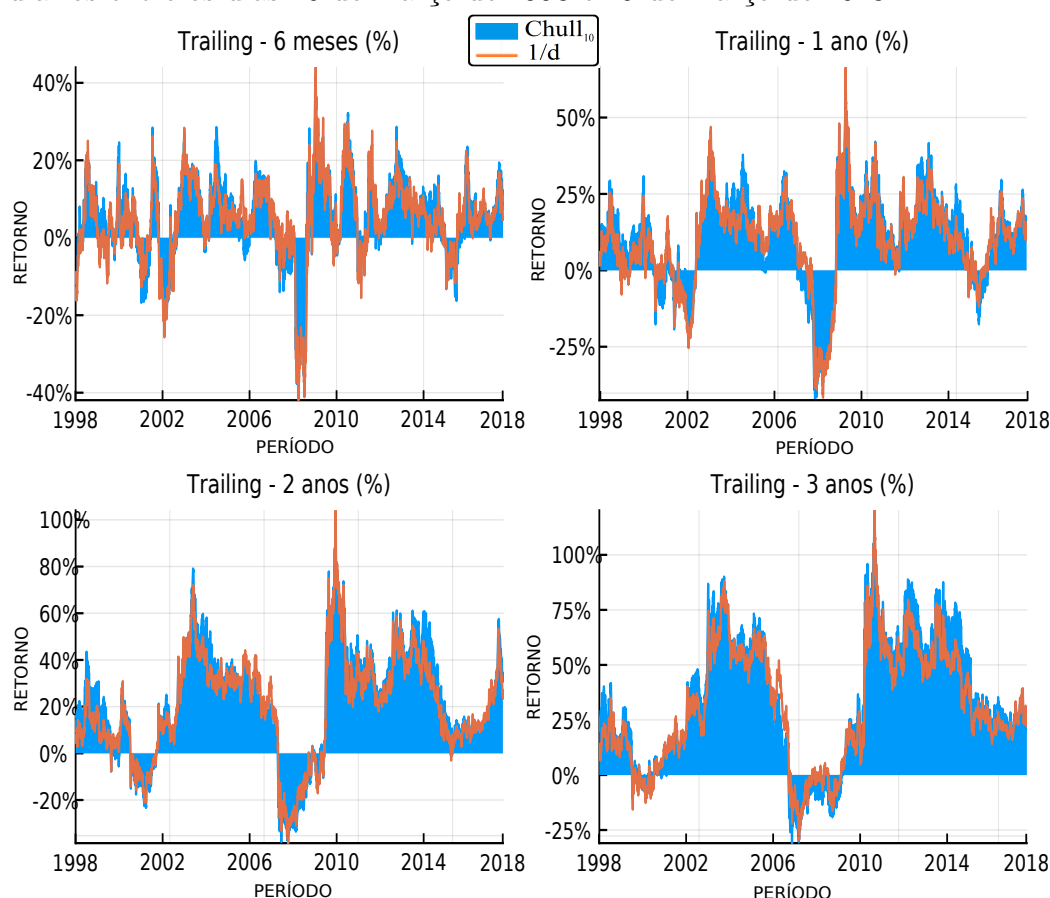 Trailing - 6 meses (%)
Chull₁₀
1/d
Trailing - 1 ano (%)
40%
20%
0%
-20%
-40%
RETORNO
1998 2002 2006 2010 2014 2018
PERÍODO
50%
25%
0%
-25%
RETORNO
1998 2002 2006 2010 2014 2018
PERÍODO
Trailing - 2 anos (%)
100%
80%
60%
40%
20%
0%
-20%
RETORNO
1998 2002 2006 2010 2014 2018
PERÍODO
Trailing - 3 anos (%)
100%
75%
50%
25%
0%
-25%
RETORNO
1998 2002 2006 2010 2014 2018
PERÍODO